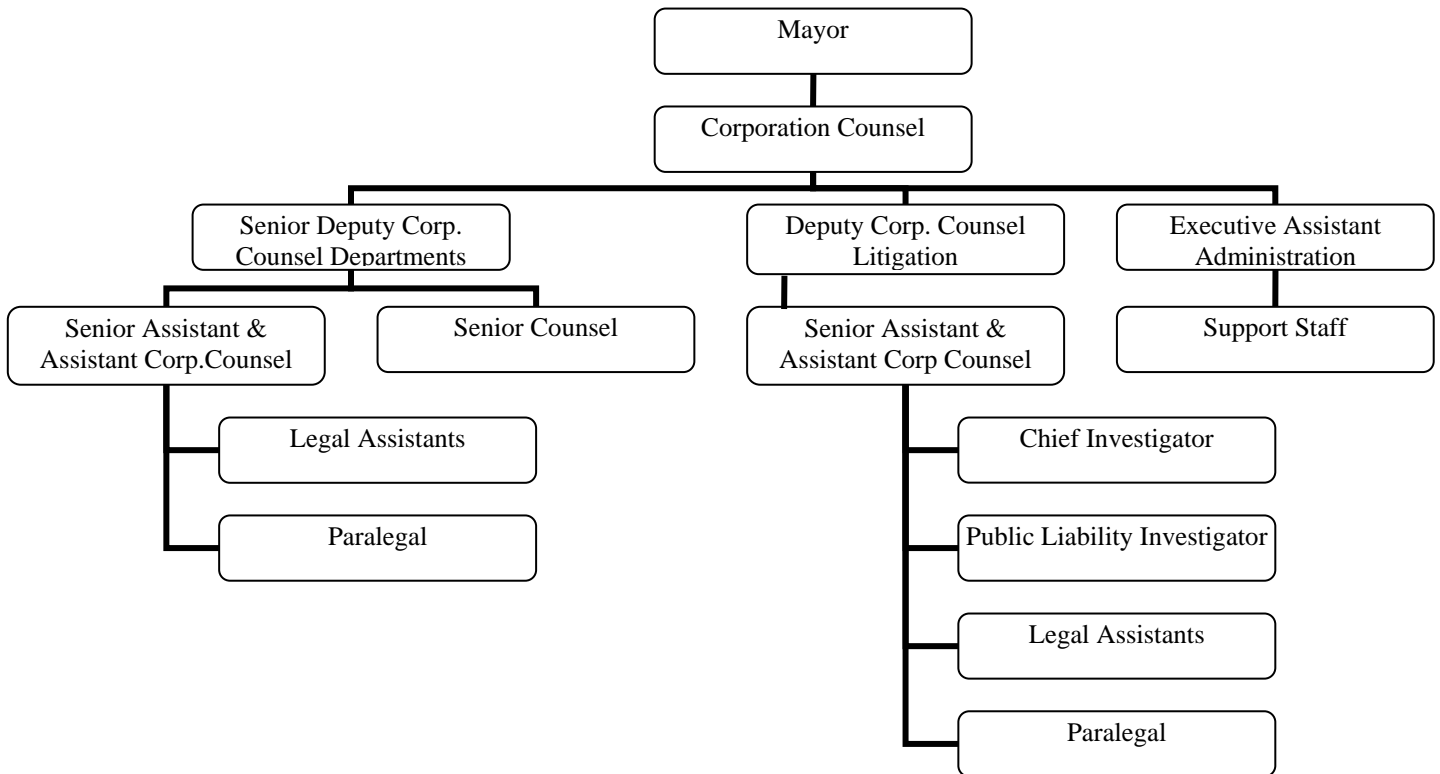 Mayor
Corporation Counsel
Senior Deputy Corp.
Counsel Departments
Deputy Corp. Counsel
Litigation
Executive Assistant
Administration
Senior Assistant &
Assistant Corp.Counsel
Senior Counsel
Senior Assistant &
Assistant Corp Counsel
Support Staff
Legal Assistants
Chief Investigator
Paralegal
Public Liability Investigator
Legal Assistants
Paralegal